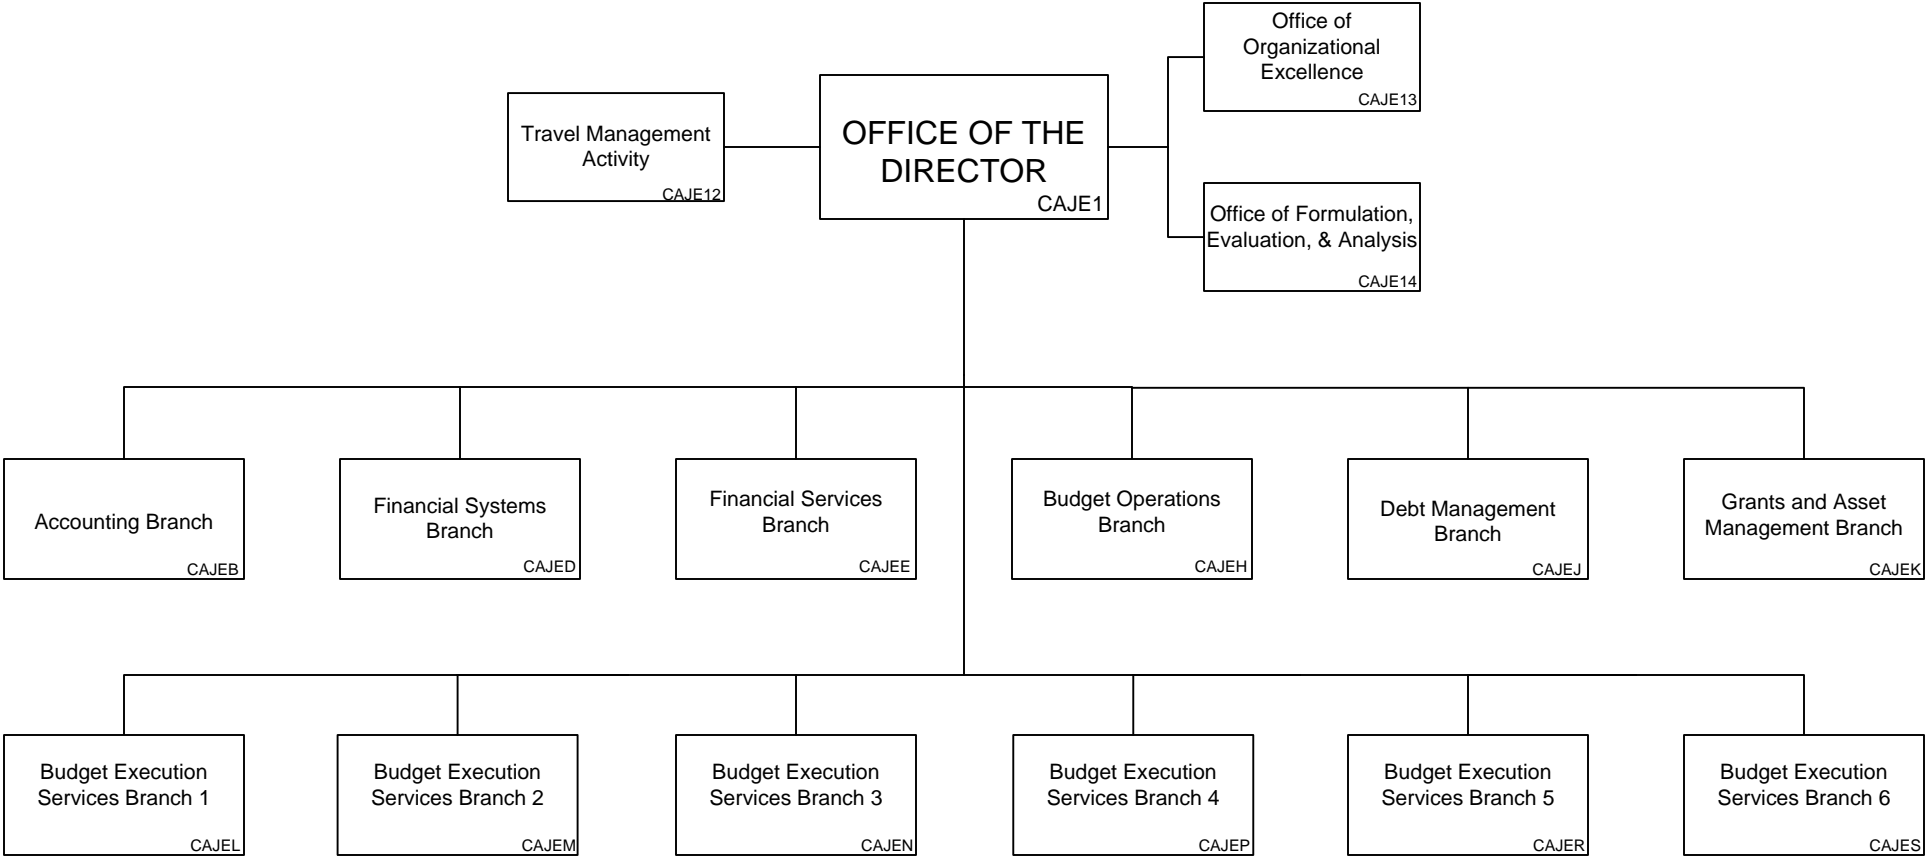 Office of
Organizational
Excellence
CAJE13
Travel Management
Activity
CAJE12
OFFICE OF THE
DIRECTOR
CAJE1
Office of Formulation,
Evaluation, & Analysis
CAJE14
Accounting Branch
CAJEB
Financial Systems
Branch
CAJED
Financial Services
Branch
CAJEE
Budget Operations
Branch
CAJEH
Debt Management
Branch
CAJEJ
Grants and Asset
Management Branch
CAJEK
Budget Execution
Services Branch 1
CAJEL
Budget Execution
Services Branch 2
CAJEM
Budget Execution
Services Branch 3
CAJEN
Budget Execution
Services Branch 4
CAJEP
Budget Execution
Services Branch 5
CAJER
Budget Execution
Services Branch 6
CAJES